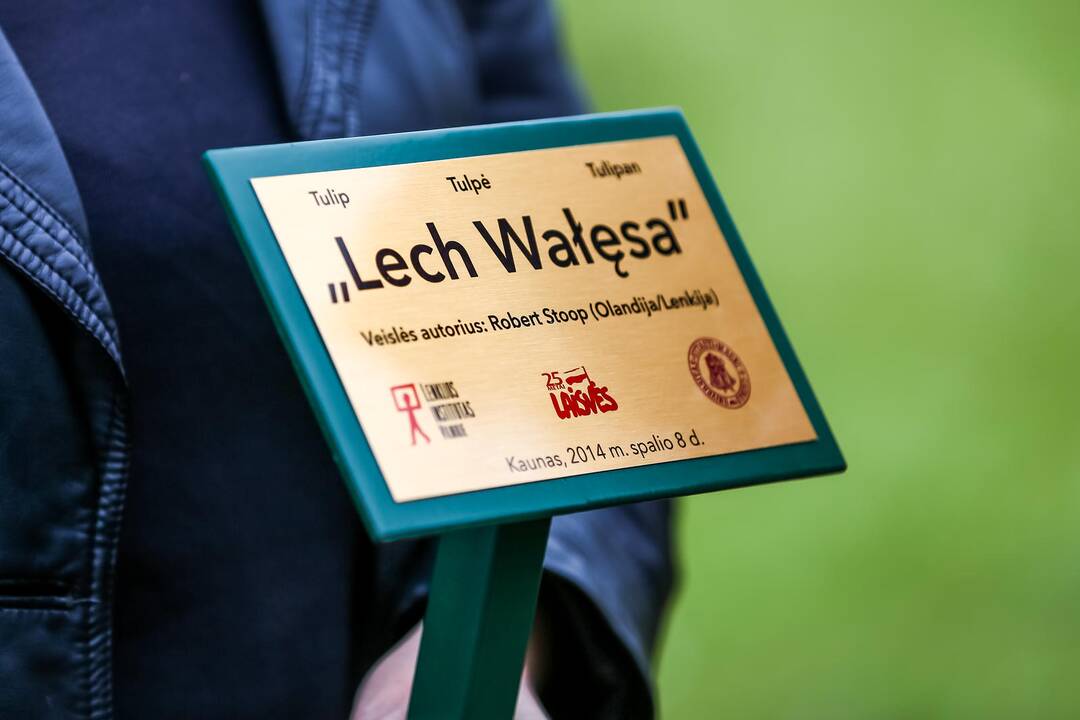 Tulip Tulpė Tulipan
„Lech Wałęsa”
Veislės autorius: Robert Stoop (Olandija/Lenkija)
LENKIJOS
INSTITUTAS
VILNIUJE
25
METAI
LAISVĖS
Kaunas, 2014 m. spalio 8 d.